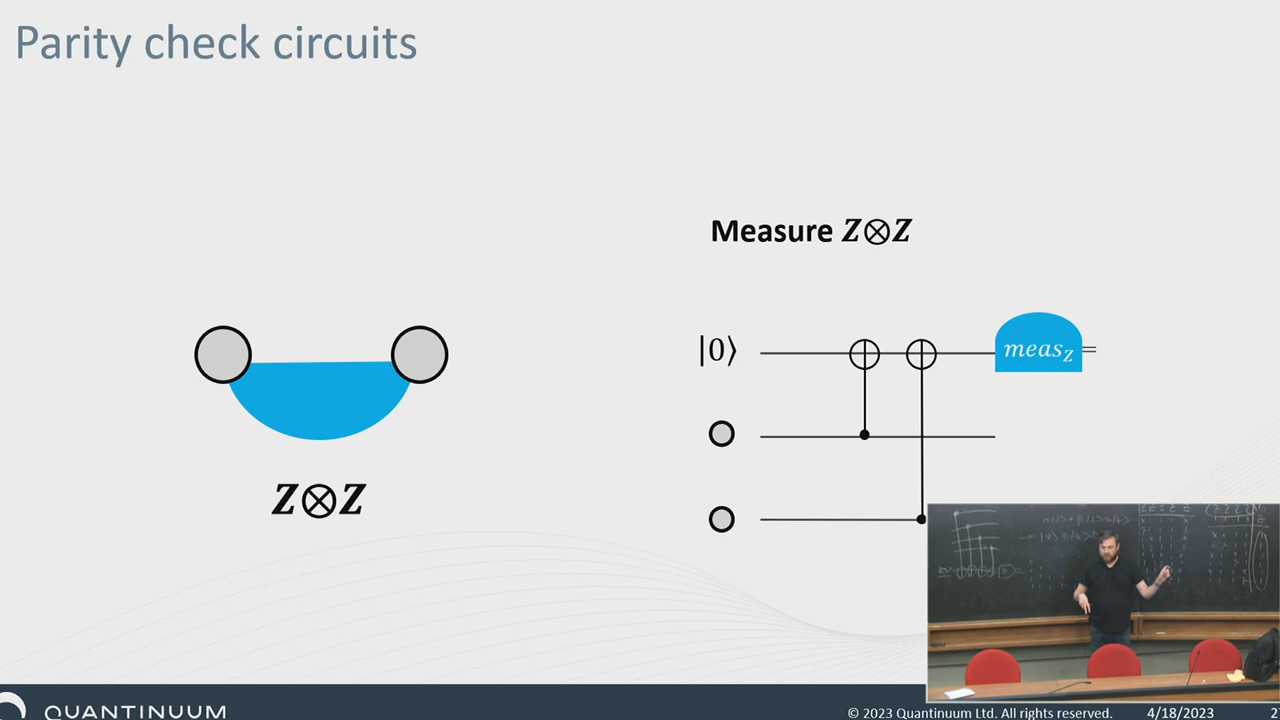 Parity check circuits
Measure Z⊗Z
|0⟩
meas_Z
Z⊗Z
QUANTINUUM
© 2023 Quantinuum Ltd. All rights reserved.
4/18/2023